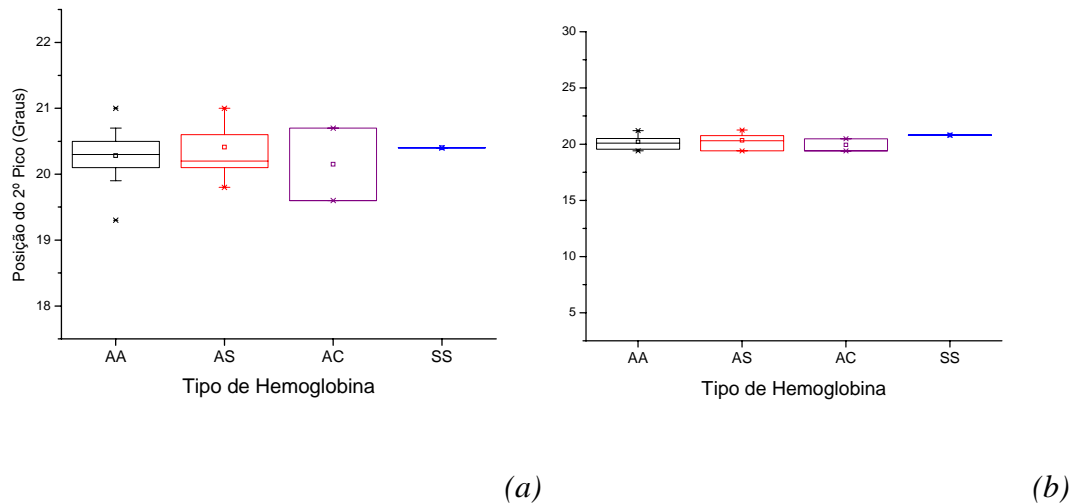 Posição do 2º Pico (Graus)
22
21
20
19
18
AA AS AC SS
Tipo de Hemoglobina
(a)
30
25
20
15
10
5
AA AS AC SS
Tipo de Hemoglobina
(b)